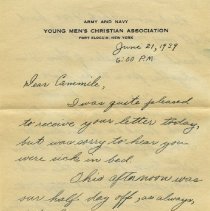 ARMY AND NAVY
YOUNG MEN'S CHRISTIAN ASSOCIATION
FORT SLOCUM, NEW YORK
June 21, 1939
6:00 P.M.
Dear Cammile,
I was quite pleased
to receive your letter today,
but was sorry to hear you
were sick in bed.
This afternoon was
our half day off, as always,